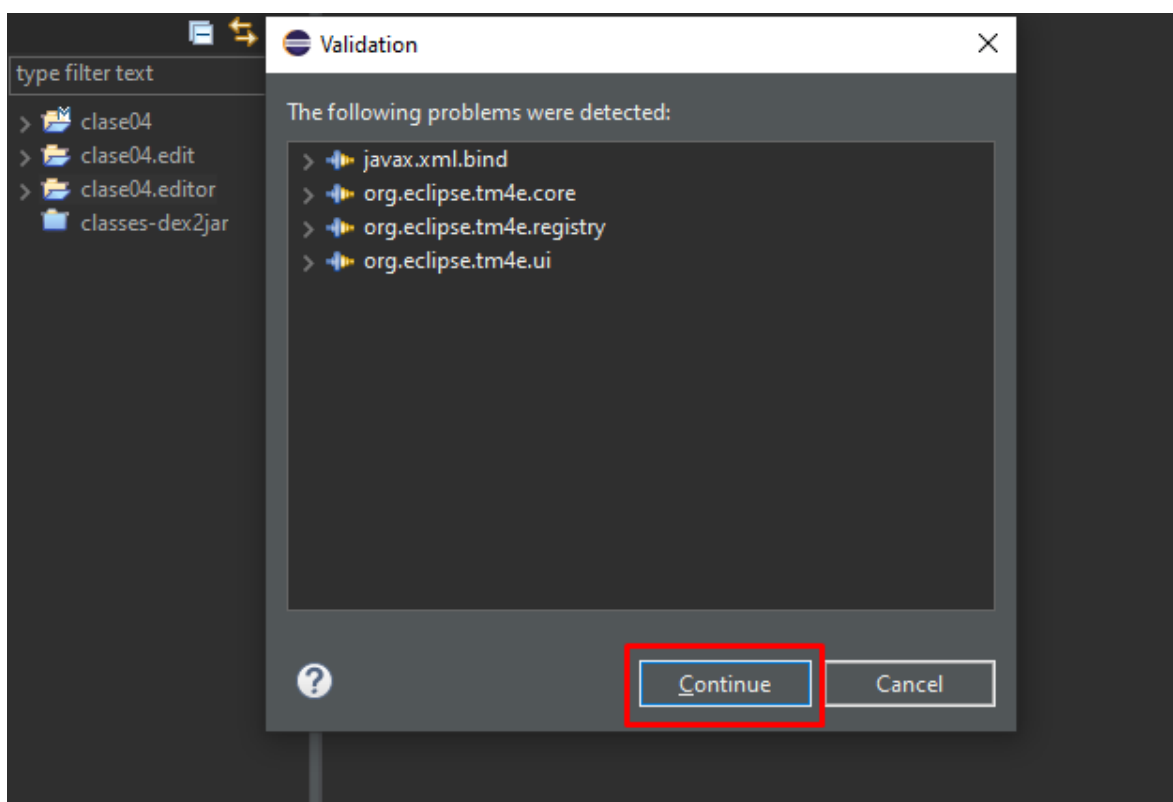 type filter text
clase04
clase04.edit
clase04.editor
classes-dex2jar
Validation
The following problems were detected:
javax.xml.bind
org.eclipse.tm4e.core
org.eclipse.tm4e.registry
org.eclipse.tm4e.ui
?
Continue
Cancel